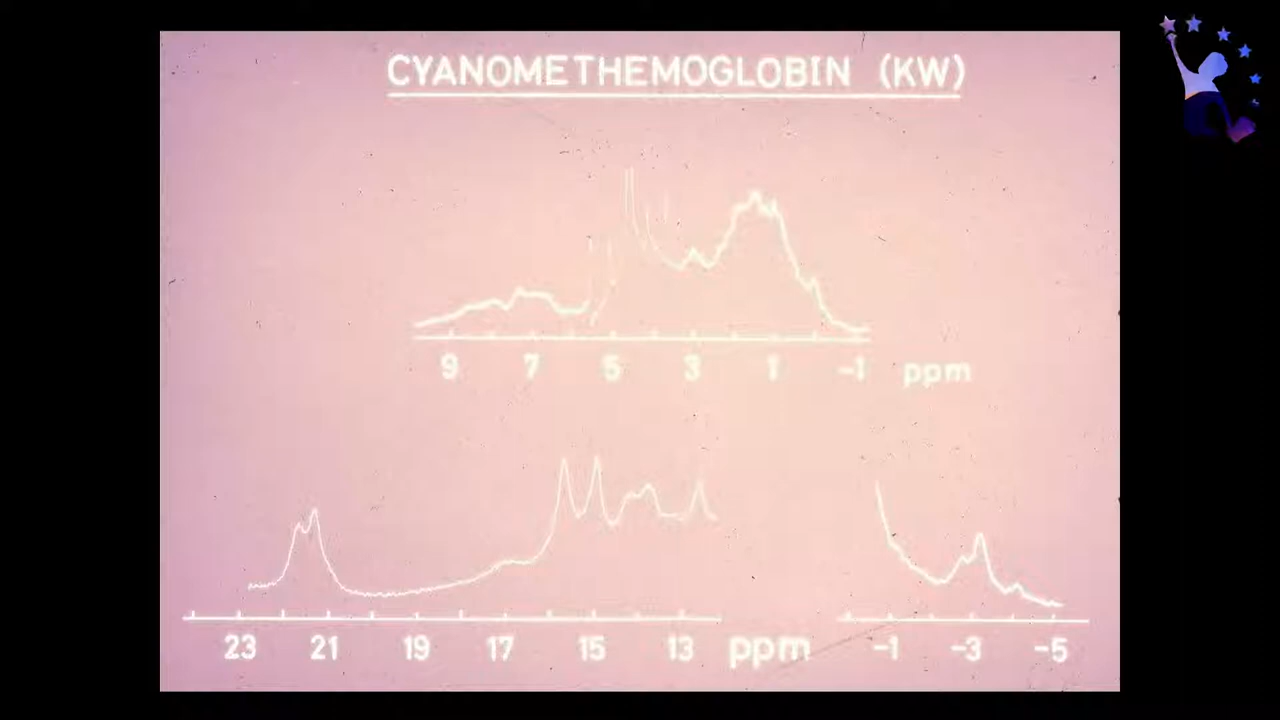 CYANOMETHEMOGLOBIN (KW)
9 7 5 3 1 -1 ppm
23 21 19 17 15 13 ppm -1 -3 -5